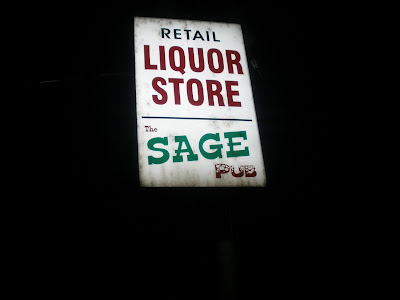 RETAIL
LIQUOR
STORE
The
SAGE
PUB